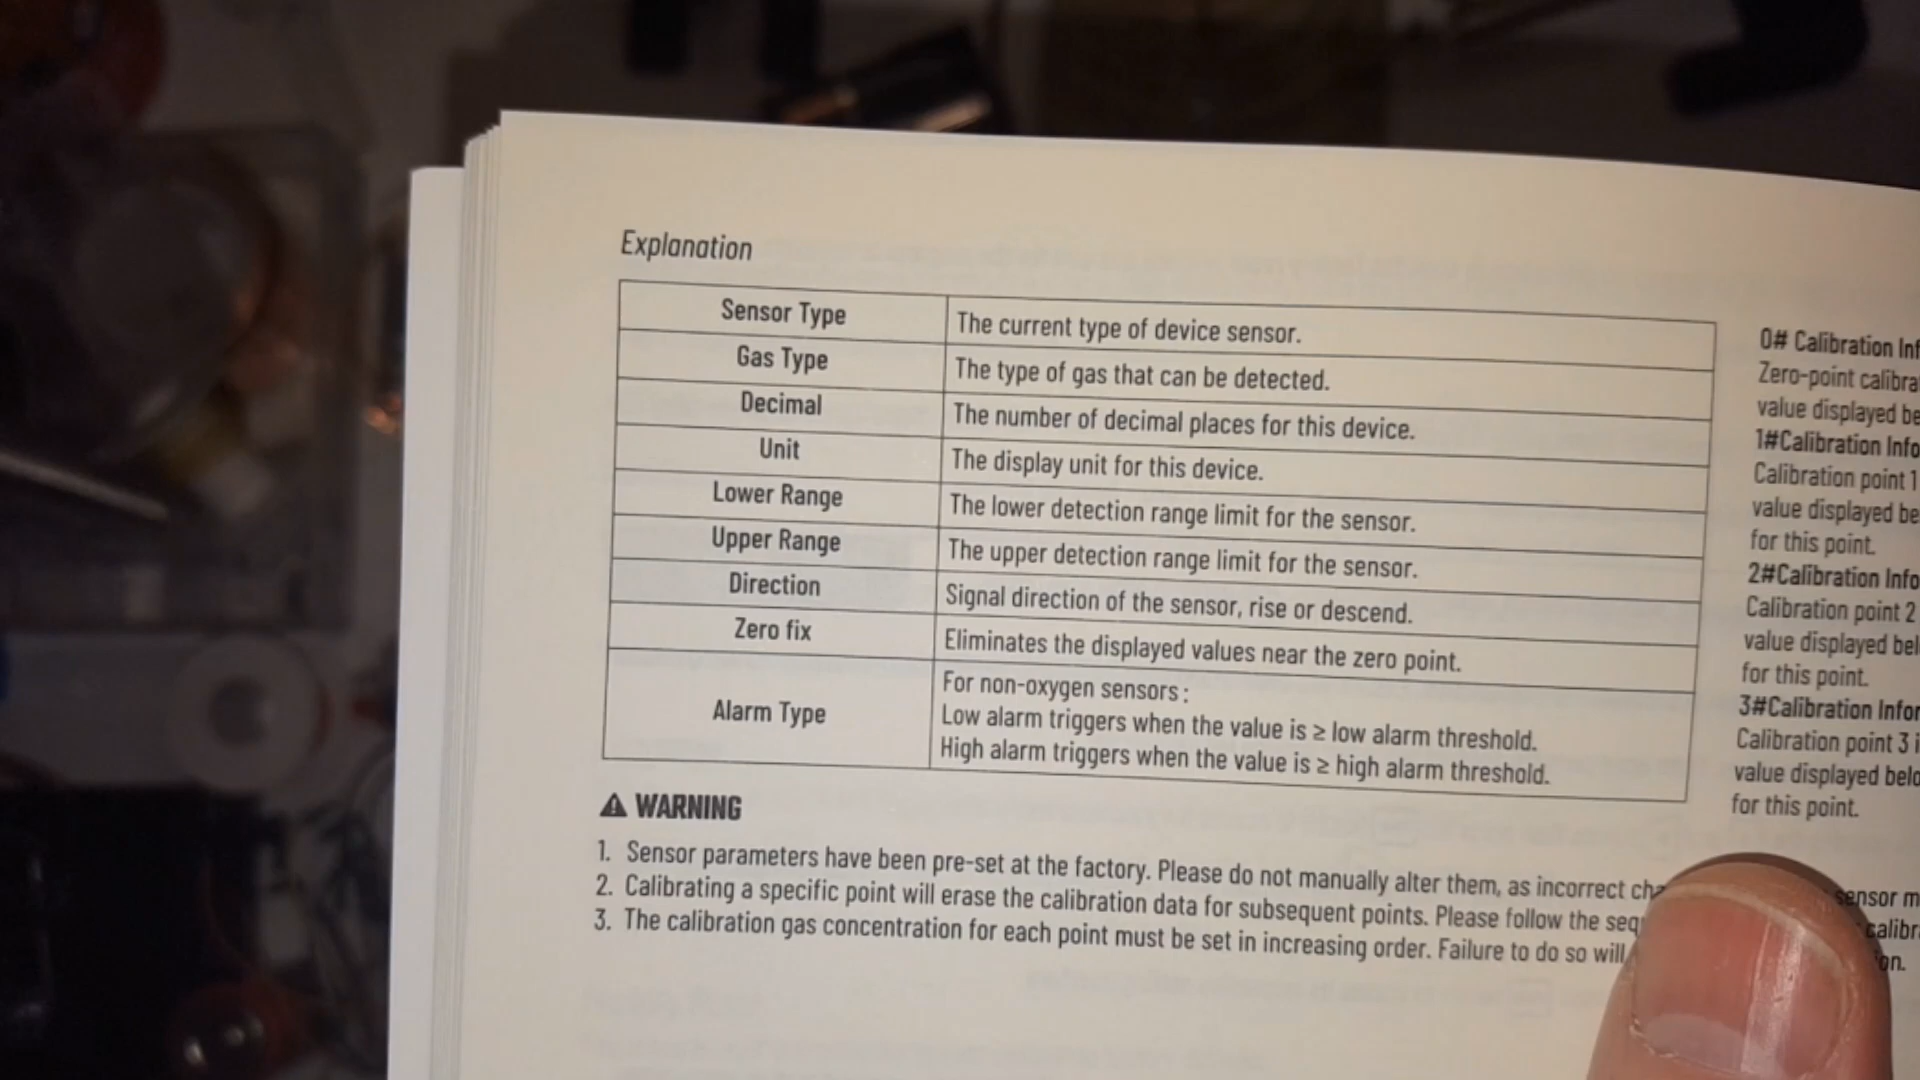 Explanation
Sensor Type The current type of device sensor.
Gas Type The type of gas that can be detected.
Decimal The number of decimal places for this device.
Unit The display unit for this device.
Lower Range The lower detection range limit for the sensor.
Upper Range The upper detection range limit for the sensor.
Direction Signal direction of the sensor, rise or descend.
Zero fix Eliminates the displayed values near the zero point.
Alarm Type
For non-oxygen sensors:
Low alarm triggers when the value is ≥ low alarm threshold.
High alarm triggers when the value is ≥ high alarm threshold.
⚠ WARNING
1. Sensor parameters have been pre-set at the factory. Please do not manually alter them, as incorrect sensor
2. Calibrating a specific point will erase the calibration data for subsequent points. Please follow the
3. The calibration gas concentration for each point must be set in increasing order. Failure to do so will
0# Calibration
Zero-point
value displayed
1#Calibration
Calibration point 1
value displayed
for this point.
2#Calibration
Calibration point 2
value displayed
for this point.
3#Calibration
Calibration point 3
value displayed
for this point.